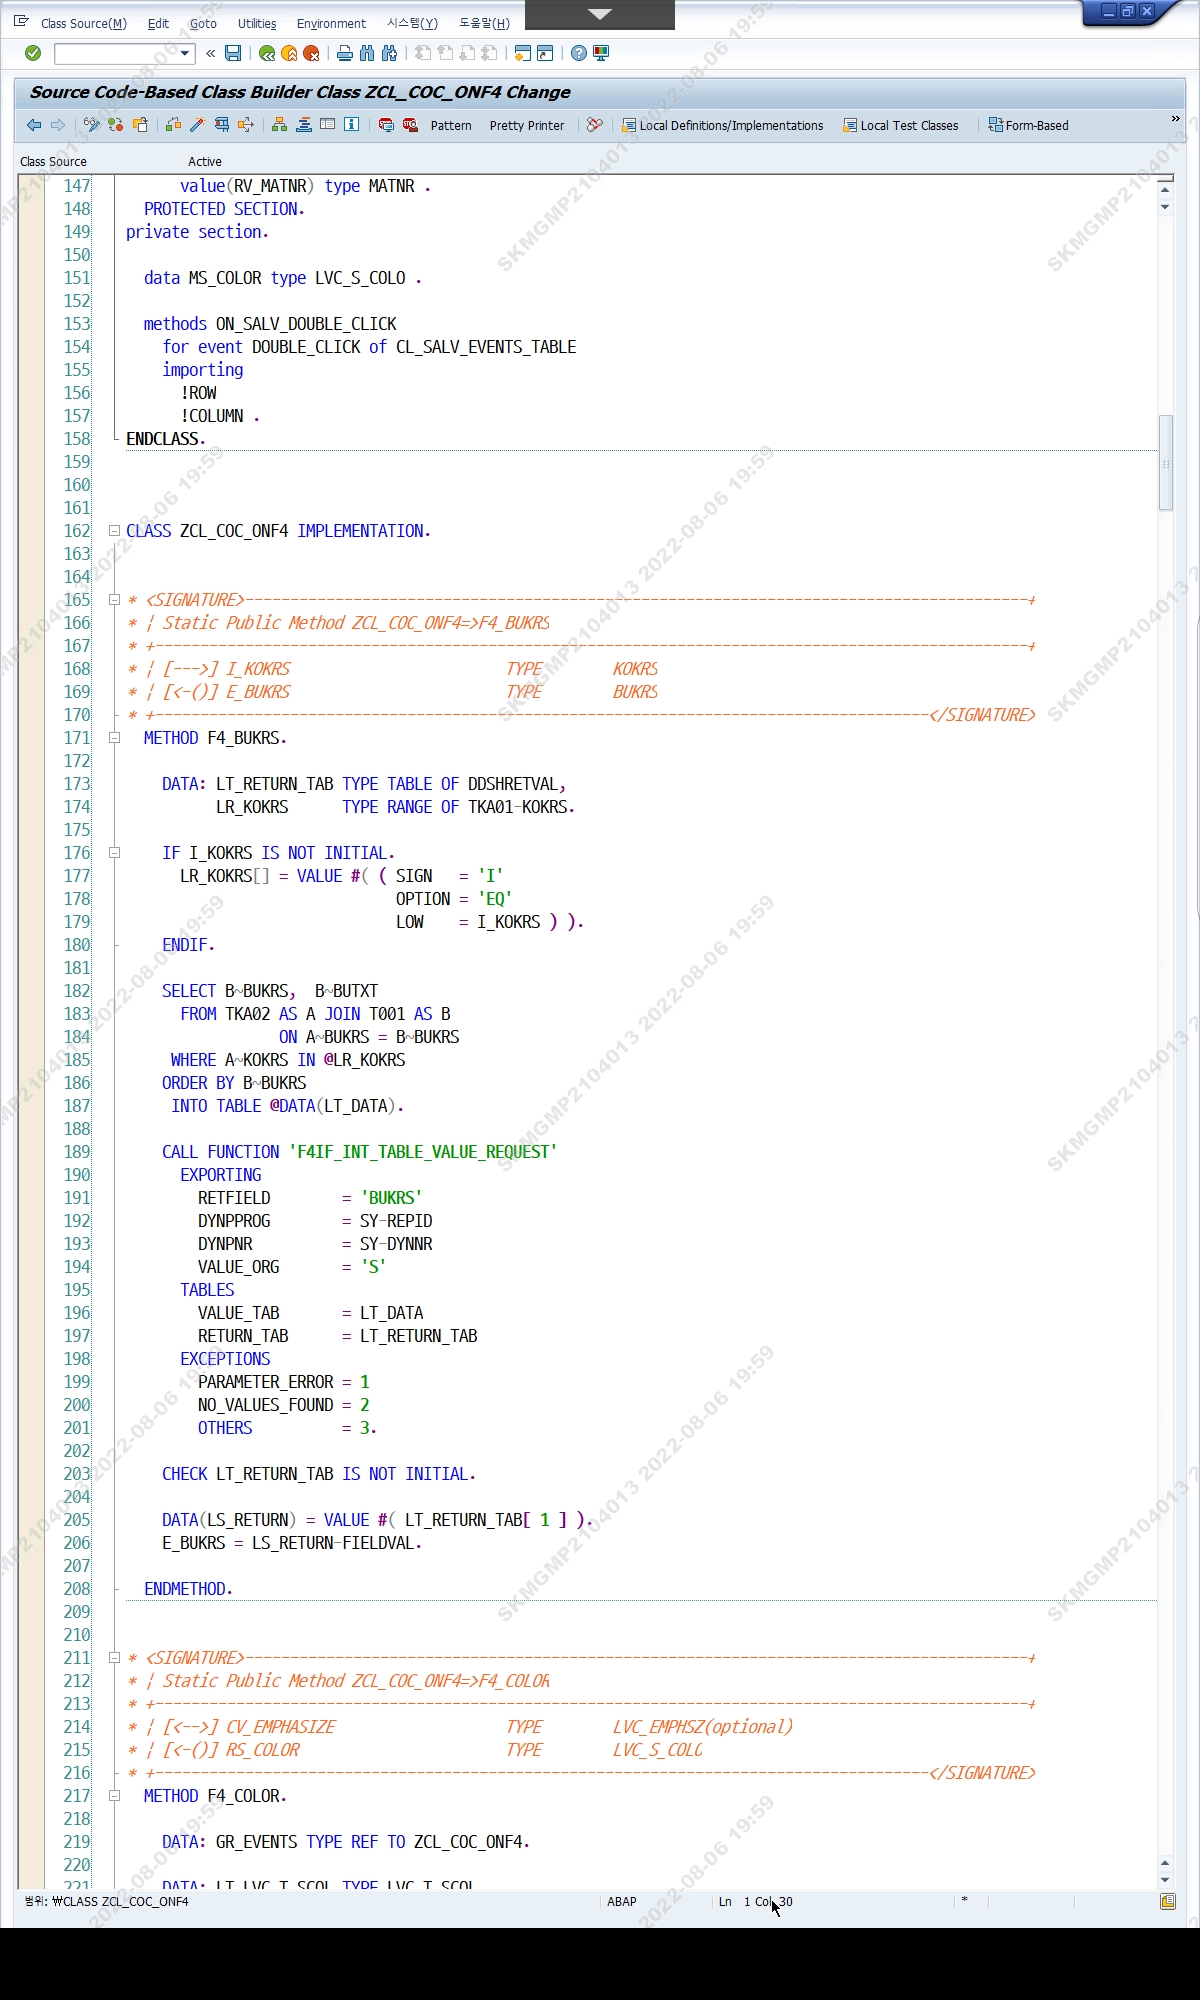 Class Source(M) Edit Goto Utilities Environment 시스템(Y) 도움말(H)
Source Code-Based Class Builder Class ZCL_COC_ONF4 Change
Pattern Pretty Printer Local Definitions/Implementations Local Test Classes Form-Based
Class Source Active
147 value(RV_MATNR) type MATNR .
148 PROTECTED SECTION.
149 private section.
150
151 data MS_COLOR type LVC_S_COLO .
152
153 methods ON_SALV_DOUBLE_CLICK
154 for event DOUBLE_CLICK of CL_SALV_EVENTS_TABLE
155 importing
156 !ROW
157 !COLUMN .
158 ENDCLASS.
159
160
161
162 CLASS ZCL_COC_ONF4 IMPLEMENTATION.
163
164
165 * <SIGNATURE>---------------------------------------------------------------------------------------+
166 * | Static Public Method ZCL_COC_ONF4=>F4_BUKRS
167 * +-------------------------------------------------------------------------------------------------+
168 * | [--->] I_KOKRS TYPE KOKRS
169 * | [<-()] E_BUKRS TYPE BUKRS
170 * +--------------------------------------------------------------------------------------</SIGNATURE>
171 METHOD F4_BUKRS.
172
173 DATA: LT_RETURN_TAB TYPE TABLE OF DDSHRETVAL,
174 LR_KOKRS TYPE RANGE OF TKA01-KOKRS.
175
176 IF I_KOKRS IS NOT INITIAL.
177 LR_KOKRS[] = VALUE #( ( SIGN = 'I'
178 OPTION = 'EQ'
179 LOW = I_KOKRS ) ).
180 ENDIF.
181
182 SELECT B~BUKRS, B~BUTXT
183 FROM TKA02 AS A JOIN T001 AS B
184 ON A~BUKRS = B~BUKRS
185 WHERE A~KOKRS IN @LR_KOKRS
186 ORDER BY B~BUKRS
187 INTO TABLE @DATA(LT_DATA).
188
189 CALL FUNCTION 'F4IF_INT_TABLE_VALUE_REQUEST'
190 EXPORTING
191 RETFIELD = 'BUKRS'
192 DYNPPROG = SY-REPID
193 DYNPNR = SY-DYNNR
194 VALUE_ORG = 'S'
195 TABLES
196 VALUE_TAB = LT_DATA
197 RETURN_TAB = LT_RETURN_TAB
198 EXCEPTIONS
199 PARAMETER_ERROR = 1
200 NO_VALUES_FOUND = 2
201 OTHERS = 3.
202
203 CHECK LT_RETURN_TAB IS NOT INITIAL.
204
205 DATA(LS_RETURN) = VALUE #( LT_RETURN_TAB[ 1 ] ).
206 E_BUKRS = LS_RETURN-FIELDVAL.
207
208 ENDMETHOD.
209
210
211 * <SIGNATURE>---------------------------------------------------------------------------------------+
212 * | Static Public Method ZCL_COC_ONF4=>F4_COLOR
213 * +-------------------------------------------------------------------------------------------------+
214 * | [<-->] CV_EMPHASIZE TYPE LVC_EMPHSZ(optional)
215 * | [<-()] RS_COLOR TYPE LVC_S_COLO
216 * +--------------------------------------------------------------------------------------</SIGNATURE>
217 METHOD F4_COLOR.
218
219 DATA: GR_EVENTS TYPE REF TO ZCL_COC_ONF4.
220
221 DATA: LT_LVC_T_SCOL TYPE LVC_T_SCOL
범위: ₩CLASS ZCL_COC_ONF4 ABAP Ln 1 Col 30 *
SKMGMP2104013 2022-08-06 19:59